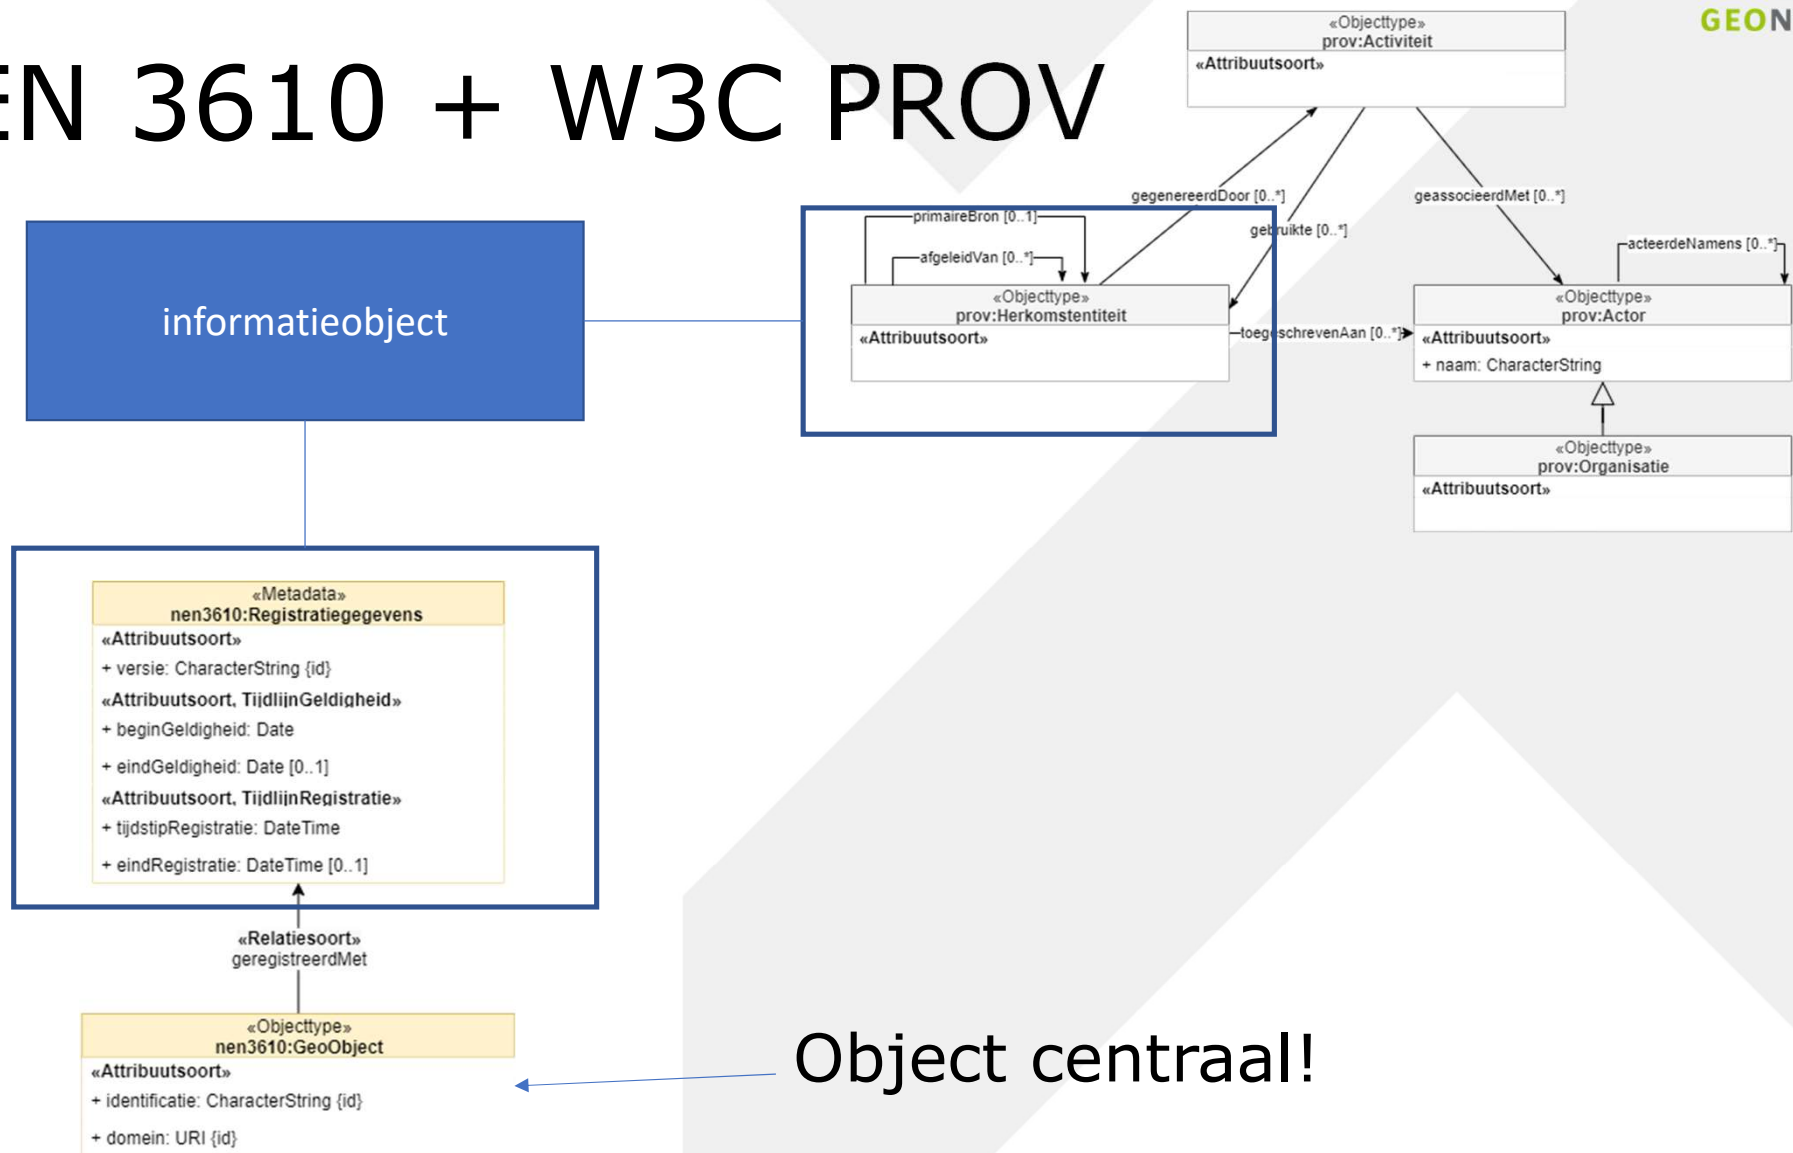 GEON
EN 3610 + W3C PROV
«Objecttype»
prov:Activiteit
«Attribuutsoort»
gegenereerdDoor [0..*]
gebruikte [0..*]
geassocieerdMet [0..*]
primaireBron [0..1]
afgeleidVan [0..*]
acteerdeNamens [0..*]
informatieobject
«Objecttype»
prov:Herkomstentiteit
«Attribuutsoort»
toegeschrevenAan [0..*]
«Objecttype»
prov:Actor
«Attribuutsoort»
+ naam: CharacterString
«Objecttype»
prov:Organisatie
«Attribuutsoort»
«Metadata»
nen3610:Registratiegegevens
«Attribuutsoort»
+ versie: CharacterString {id}
«Attribuutsoort, TijdlijnGeldigheid»
+ beginGeldigheid: Date
+ eindGeldigheid: Date [0..1]
«Attribuutsoort, TijdlijnRegistratie»
+ tijdstipRegistratie: DateTime
+ eindRegistratie: DateTime [0..1]
«Relatiesoort»
geregistreerdMet
«Objecttype»
nen3610:GeoObject
«Attribuutsoort»
+ identificatie: CharacterString {id}
+ domein: URI {id}
Object centraal!